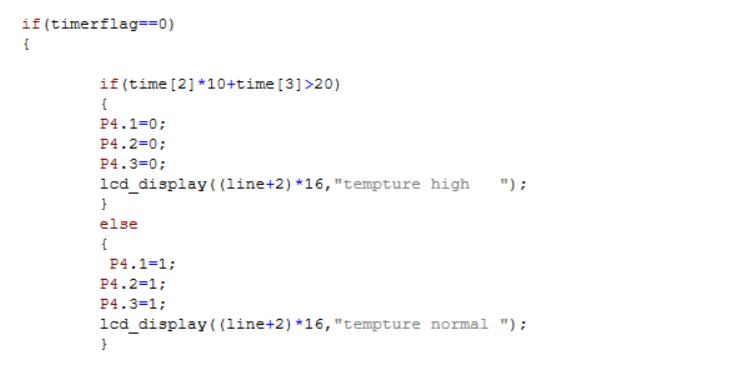 if(timerflag==0)
{
if(time[2]*10+time[3]>20)
{
P4.1=0;
P4.2=0;
P4.3=0;
lcd_display((line+2)*16,"tempture high   ");
}
else
{
P4.1=1;
P4.2=1;
P4.3=1;
lcd_display((line+2)*16,"tempture normal ");
}